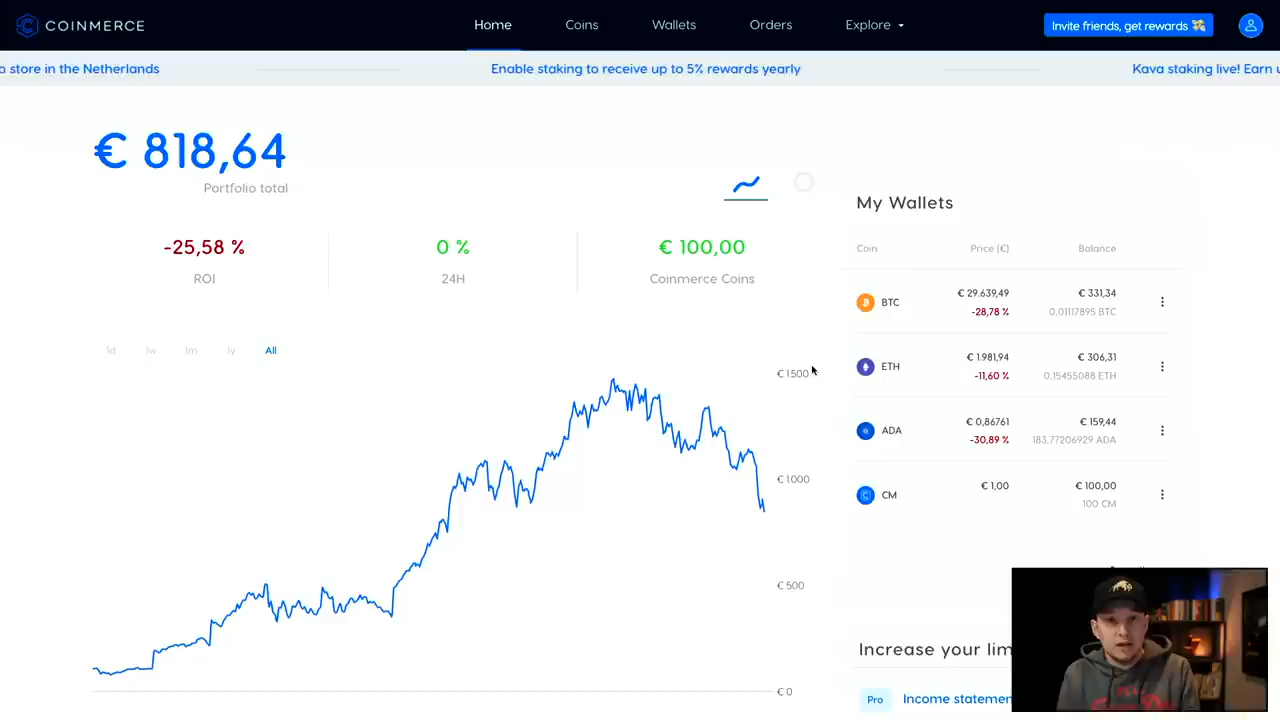 COINMERCE
Home
Coins
Wallets
Orders
Explore
Invite friends, get rewards 💸
o store in the Netherlands
Enable staking to receive up to 5% rewards yearly
Kava staking live! Earn u
€ 818,64
Portfolio total
-25,58 %
ROI
0 %
24H
€ 100,00
Coinmerce Coins
1d
1w
1m
1y
All
€ 1500
€ 1000
€ 500
€ 0
My Wallets
Coin
Price (€)
Balance
BTC
€ 29.639,49
-28,78 %
€ 331,34
0,01117895 BTC
ETH
€ 1.981,94
-11,60 %
€ 306,31
0,15455088 ETH
ADA
€ 0,86761
-30,89 %
€ 159,44
183,77206929 ADA
CM
€ 1,00
€ 100,00
100 CM
Increase your lim
Pro
Income statemen